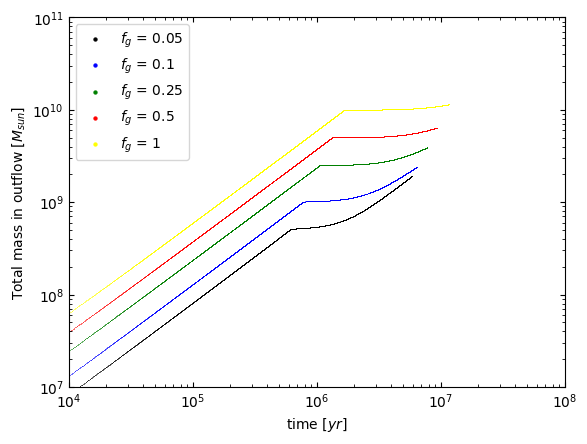 10^11
10^10
10^9
10^8
10^7
Total mass in outflow [M_sun]
f_g = 0.05
f_g = 0.1
f_g = 0.25
f_g = 0.5
f_g = 1
10^4 10^5 10^6 10^7 10^8
time [yr]